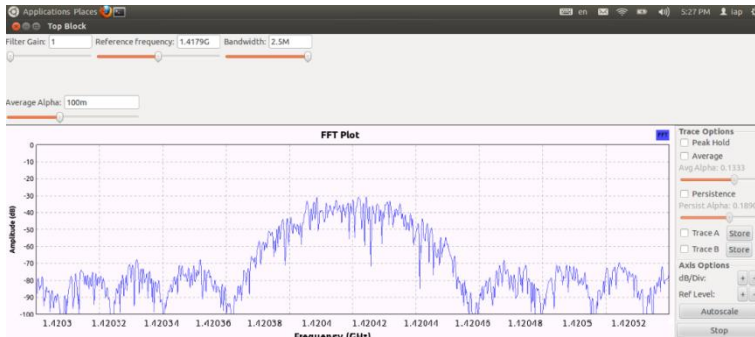 Applications Places en 5:27 PM iap
Top Block
Filter Gain: 1 Reference frequency: 1.4179G Bandwidth: 2.5M
Average Alpha: 100m
FFT Plot
FFT
Trace Options
Peak Hold
Average
Avg Alpha: 0.1333
Persistence
Persist Alpha: 0.1890
Trace A Store
Trace B Store
Axis Options
dB/Div: +
Ref Level: +
Autoscale
Stop
Amplitude (dB)
0
-10
-20
-30
-40
-50
-60
-70
-80
-90
-100
1.4203 1.42032 1.42034 1.42036 1.42038 1.4204 1.42042 1.42044 1.42045 1.42048 1.4205 1.42052
Frequency (GHz)